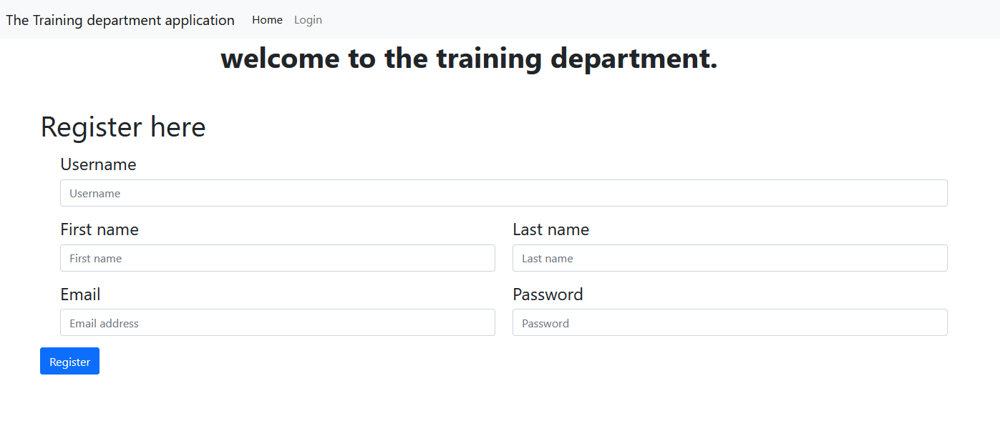 The Training department application Home Login
welcome to the training department.
Register here
Username
Username
First name Last name
First name Last name
Email Password
Email address Password
Register